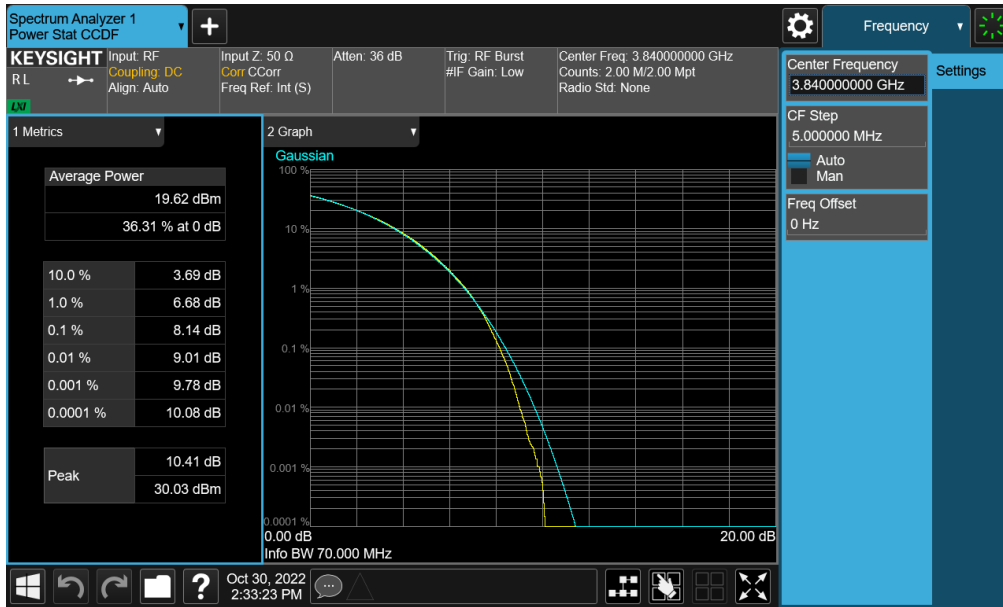 Spectrum Analyzer 1
Power Stat CCDF
+
Frequency
KEYSIGHT
R L
LXI
Input: RF
Coupling: DC
Align: Auto
Input Z: 50 Ω
Corr CCorr
Freq Ref: Int (S)
Atten: 36 dB
Trig: RF Burst
#IF Gain: Low
Center Freq: 3.840000000 GHz
Counts: 2.00 M/2.00 Mpt
Radio Std: None
Center Frequency
3.840000000 GHz
Settings
CF Step
5.000000 MHz
Auto
Man
Freq Offset
0 Hz
1 Metrics
Average Power
19.62 dBm
36.31 % at 0 dB
10.0 % 3.69 dB
1.0 % 6.68 dB
0.1 % 8.14 dB
0.01 % 9.01 dB
0.001 % 9.78 dB
0.0001 % 10.08 dB
Peak
10.41 dB
30.03 dBm
2 Graph
Gaussian
100 %
10 %
1 %
0.1 %
0.01 %
0.001 %
0.0001 %
0.00 dB 20.00 dB
Info BW 70.000 MHz
?
Oct 30, 2022
2:33:23 PM